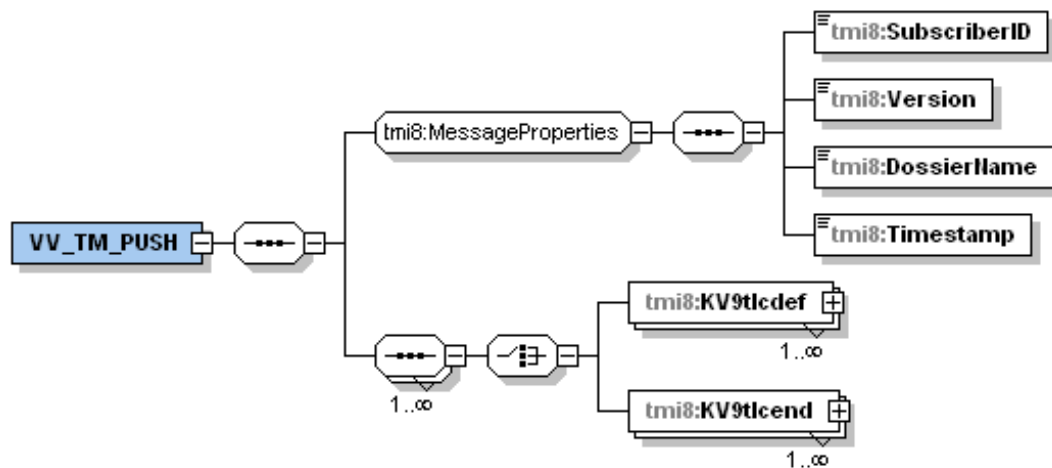 tmi8:SubscriberID
tmi8:Version
tmi8:MessageProperties
tmi8:DossierName
VV_TM_PUSH
tmi8:Timestamp
tmi8:KV9tlcdef
1..∞
1..∞
tmi8:KV9tlcend
1..∞